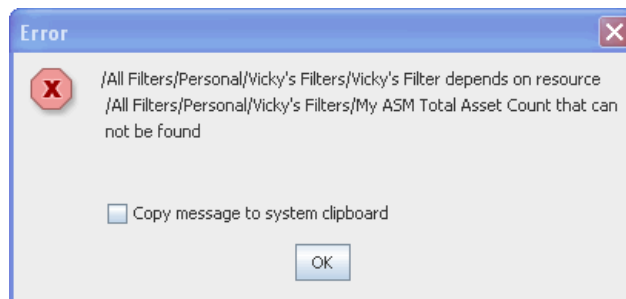 Error
/All Filters/Personal/Vicky's Filters/Vicky's Filter depends on resource
/All Filters/Personal/Vicky's Filters/My ASM Total Asset Count that can
not be found
Copy message to system clipboard
OK